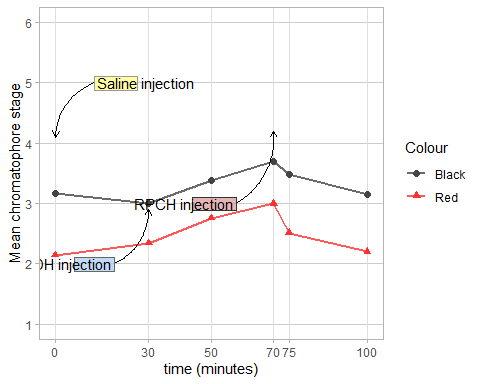 6
5
4
3
2
1
Mean chromatophore stage
Saline injection
RPCH injection
DH injection
0
30
50
70
75
100
time (minutes)
Colour
Black
Red